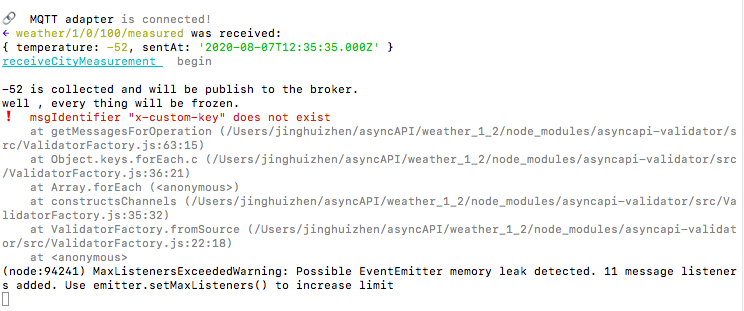 🔗 MQTT adapter is connected!
← weather/1/0/100/measured was received:
{ temperature: -52, sentAt: '2020-08-07T12:35:35.000Z' }
receiveCityMeasurement  begin
-52 is collected and will be publish to the broker.
well , every thing will be frozen.
❗ msgIdentifier "x-custom-key" does not exist
at getMessagesForOperation (/Users/jinghuizhen/asyncAPI/weather_1_2/node_modules/asyncapi-validator/s
rc/ValidatorFactory.js:63:15)
at Object.keys.forEach.c (/Users/jinghuizhen/asyncAPI/weather_1_2/node_modules/asyncapi-validator/src
/ValidatorFactory.js:36:21)
at Array.forEach (<anonymous>)
at constructsChannels (/Users/jinghuizhen/asyncAPI/weather_1_2/node_modules/asyncapi-validator/src/Va
lidatorFactory.js:35:32)
at ValidatorFactory.fromSource (/Users/jinghuizhen/asyncAPI/weather_1_2/node_modules/asyncapi-validat
or/src/ValidatorFactory.js:22:18)
at <anonymous>
(node:94241) MaxListenersExceededWarning: Possible EventEmitter memory leak detected. 11 message listener
s added. Use emitter.setMaxListeners() to increase limit